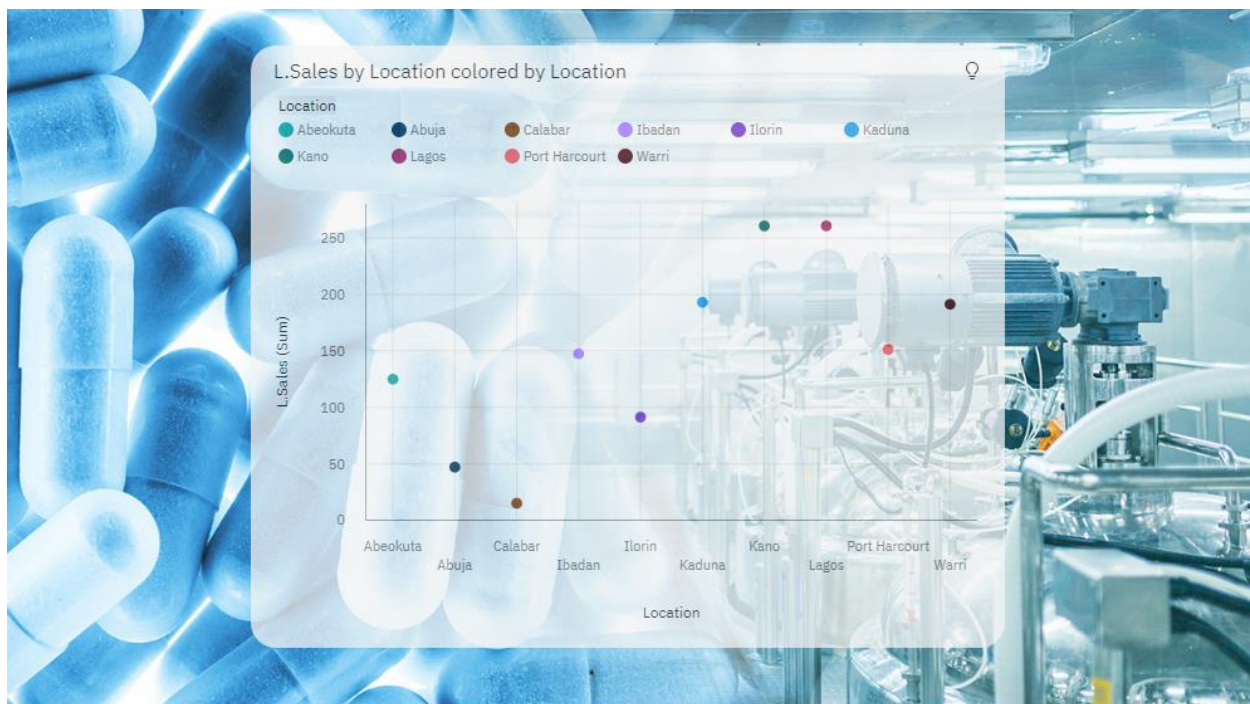 L.Sales by Location colored by Location
Location
Abeokuta Abuja Calabar Ibadan Ilorin Kaduna
Kano Lagos Port Harcourt Warri
250
200
150
100
50
0
L.Sales (Sum)
Abeokuta Calabar Ilorin Kano Port Harcourt
Abuja Ibadan Kaduna Lagos Warri
Location